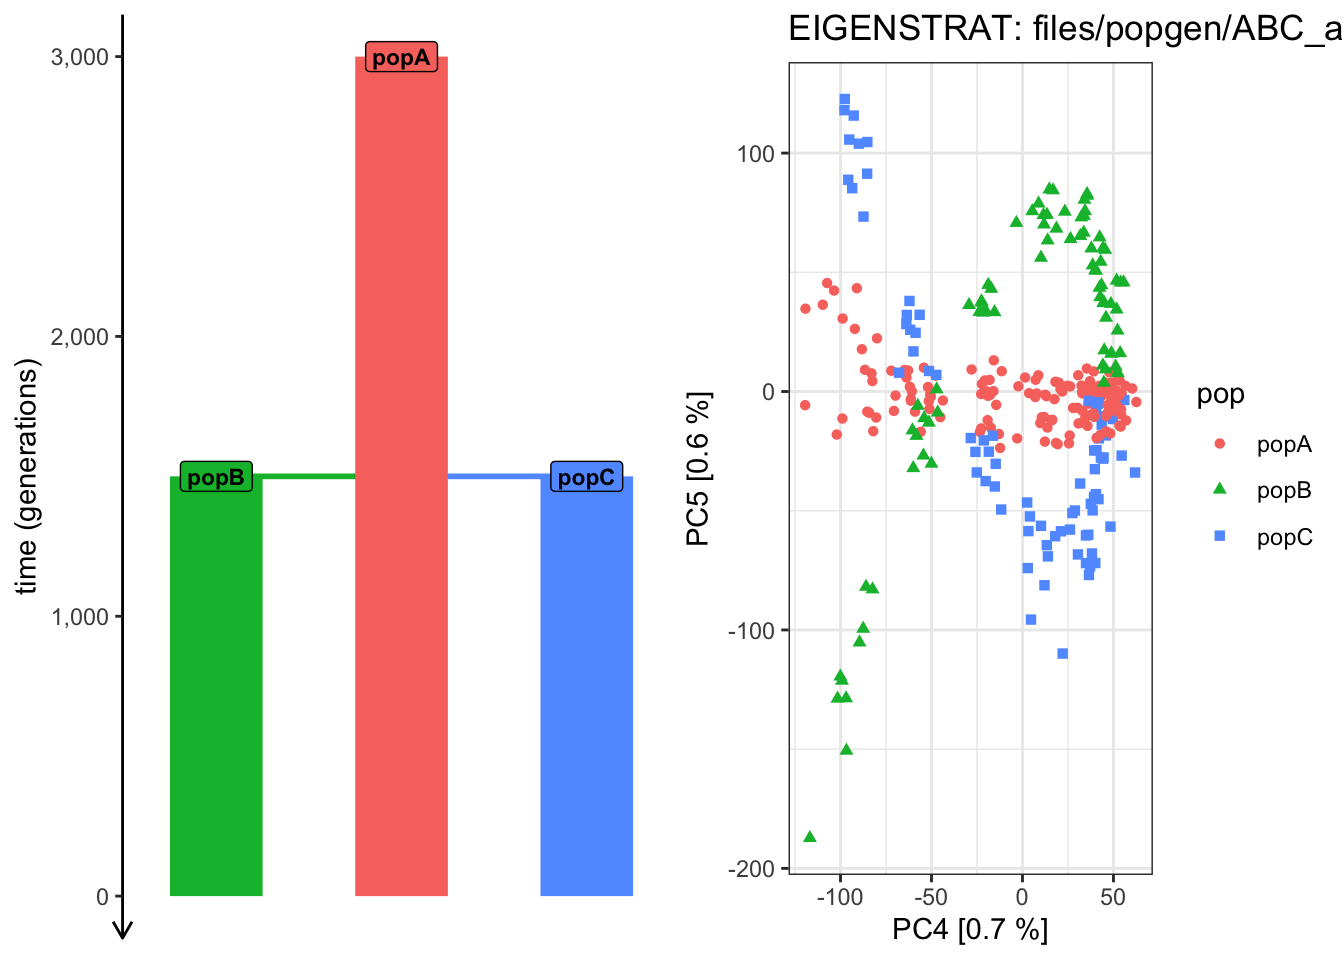 time (generations)
3,000
2,000
1,000
0
popA
popB
popC
EIGENSTRAT: files/popgen/ABC_a
PC5 [0.6 %]
100
0
-100
-200
-100 -50 0 50
PC4 [0.7 %]
pop
popA
popB
popC